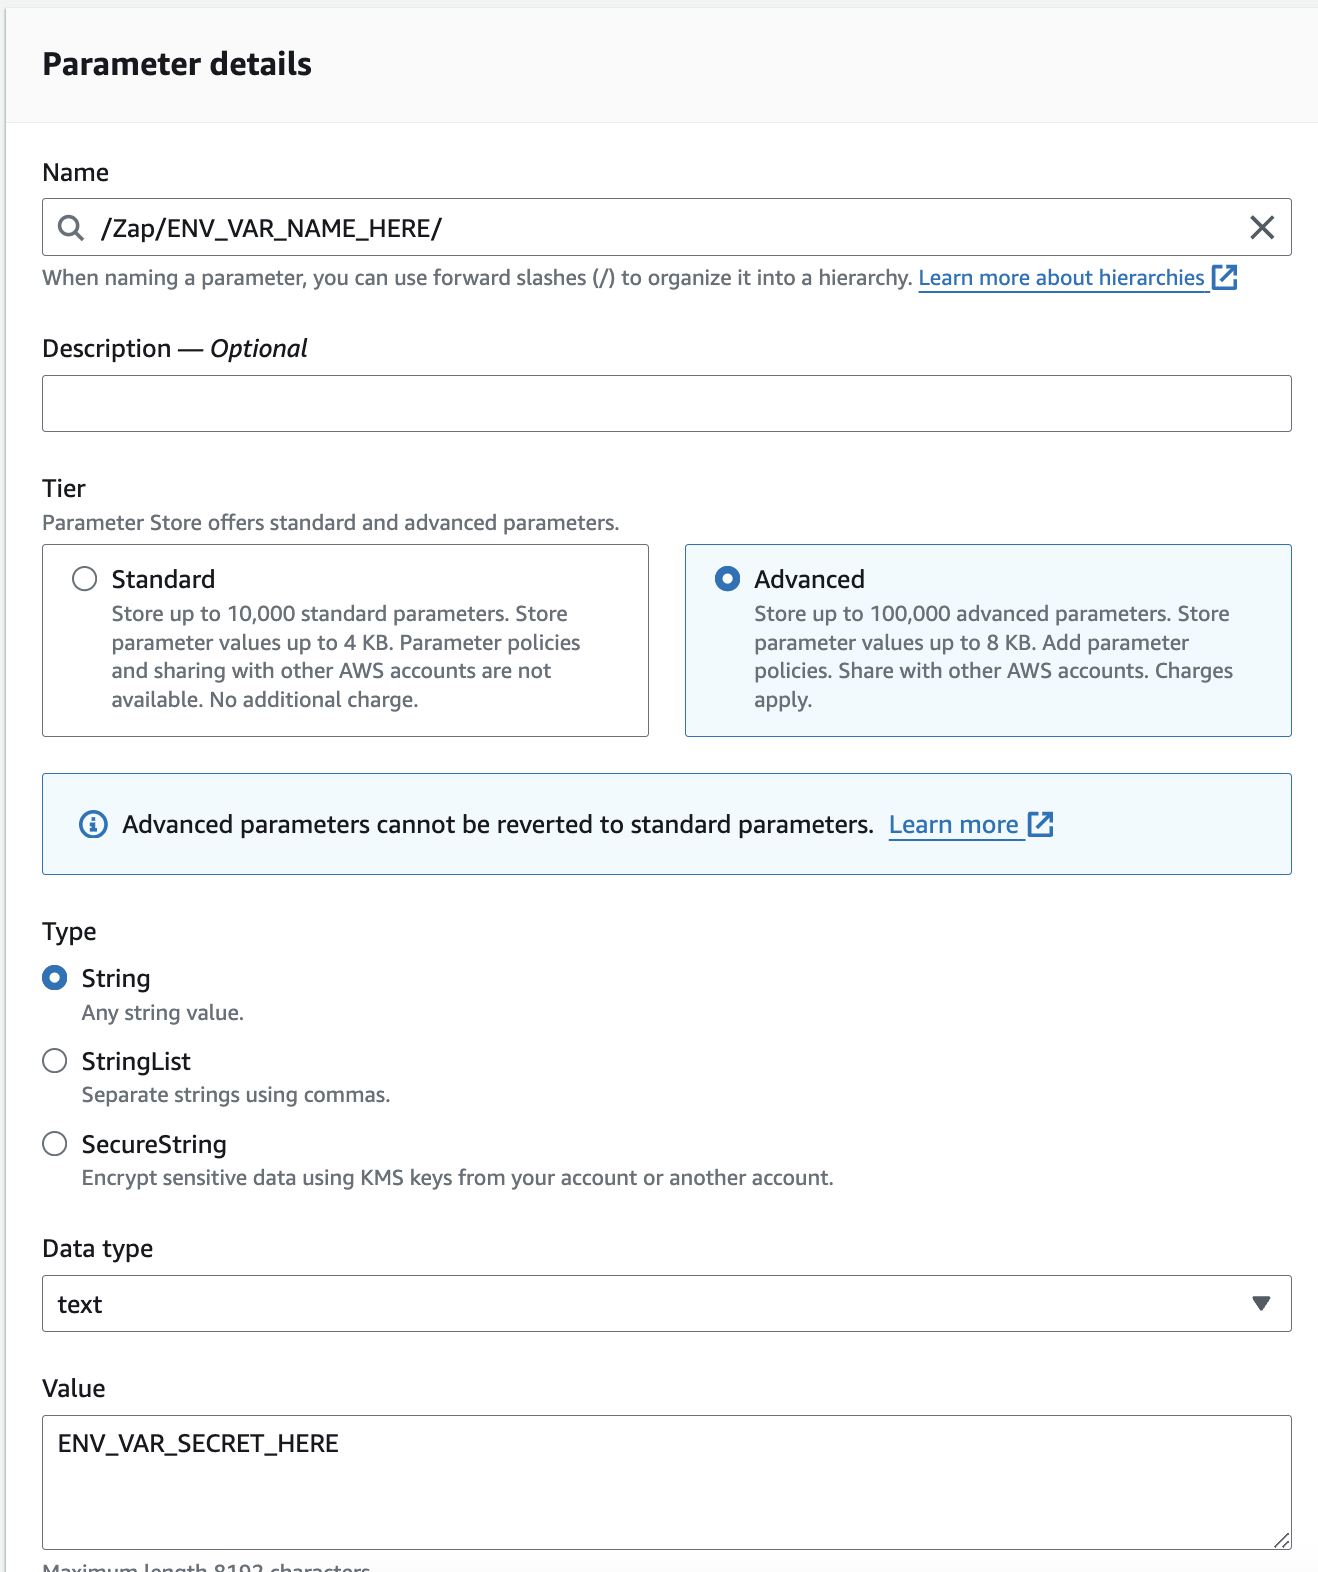 Parameter details
Name
/Zap/ENV_VAR_NAME_HERE/
When naming a parameter, you can use forward slashes (/) to organize it into a hierarchy. Learn more about hierarchies
Description — Optional
Tier
Parameter Store offers standard and advanced parameters.
Standard
Store up to 10,000 standard parameters. Store
parameter values up to 4 KB. Parameter policies
and sharing with other AWS accounts are not
available. No additional charge.
Advanced
Store up to 100,000 advanced parameters. Store
parameter values up to 8 KB. Add parameter
policies. Share with other AWS accounts. Charges
apply.
Advanced parameters cannot be reverted to standard parameters. Learn more
Type
String
Any string value.
StringList
Separate strings using commas.
SecureString
Encrypt sensitive data using KMS keys from your account or another account.
Data type
text
Value
ENV_VAR_SECRET_HERE
Maximum length 8192 characters.